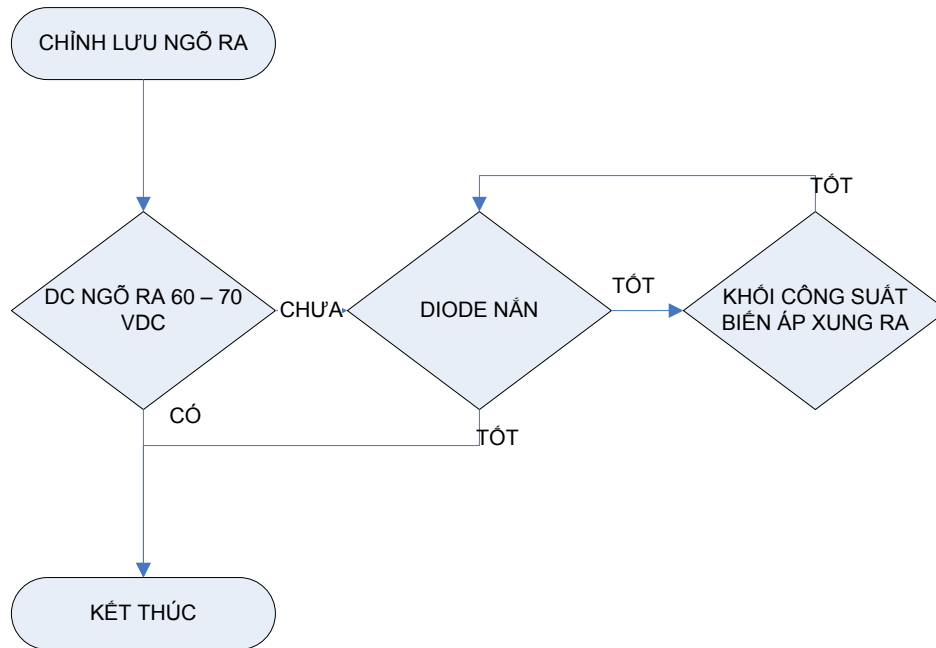 CHỈNH LƯU NGÕ RA
TỐT
DC NGÕ RA 60 – 70
VDC
CHƯA
DIODE NẮN
TỐT
KHỐI CÔNG SUẤT
BIẾN ÁP XUNG RA
CÓ
TỐT
KẾT THÚC